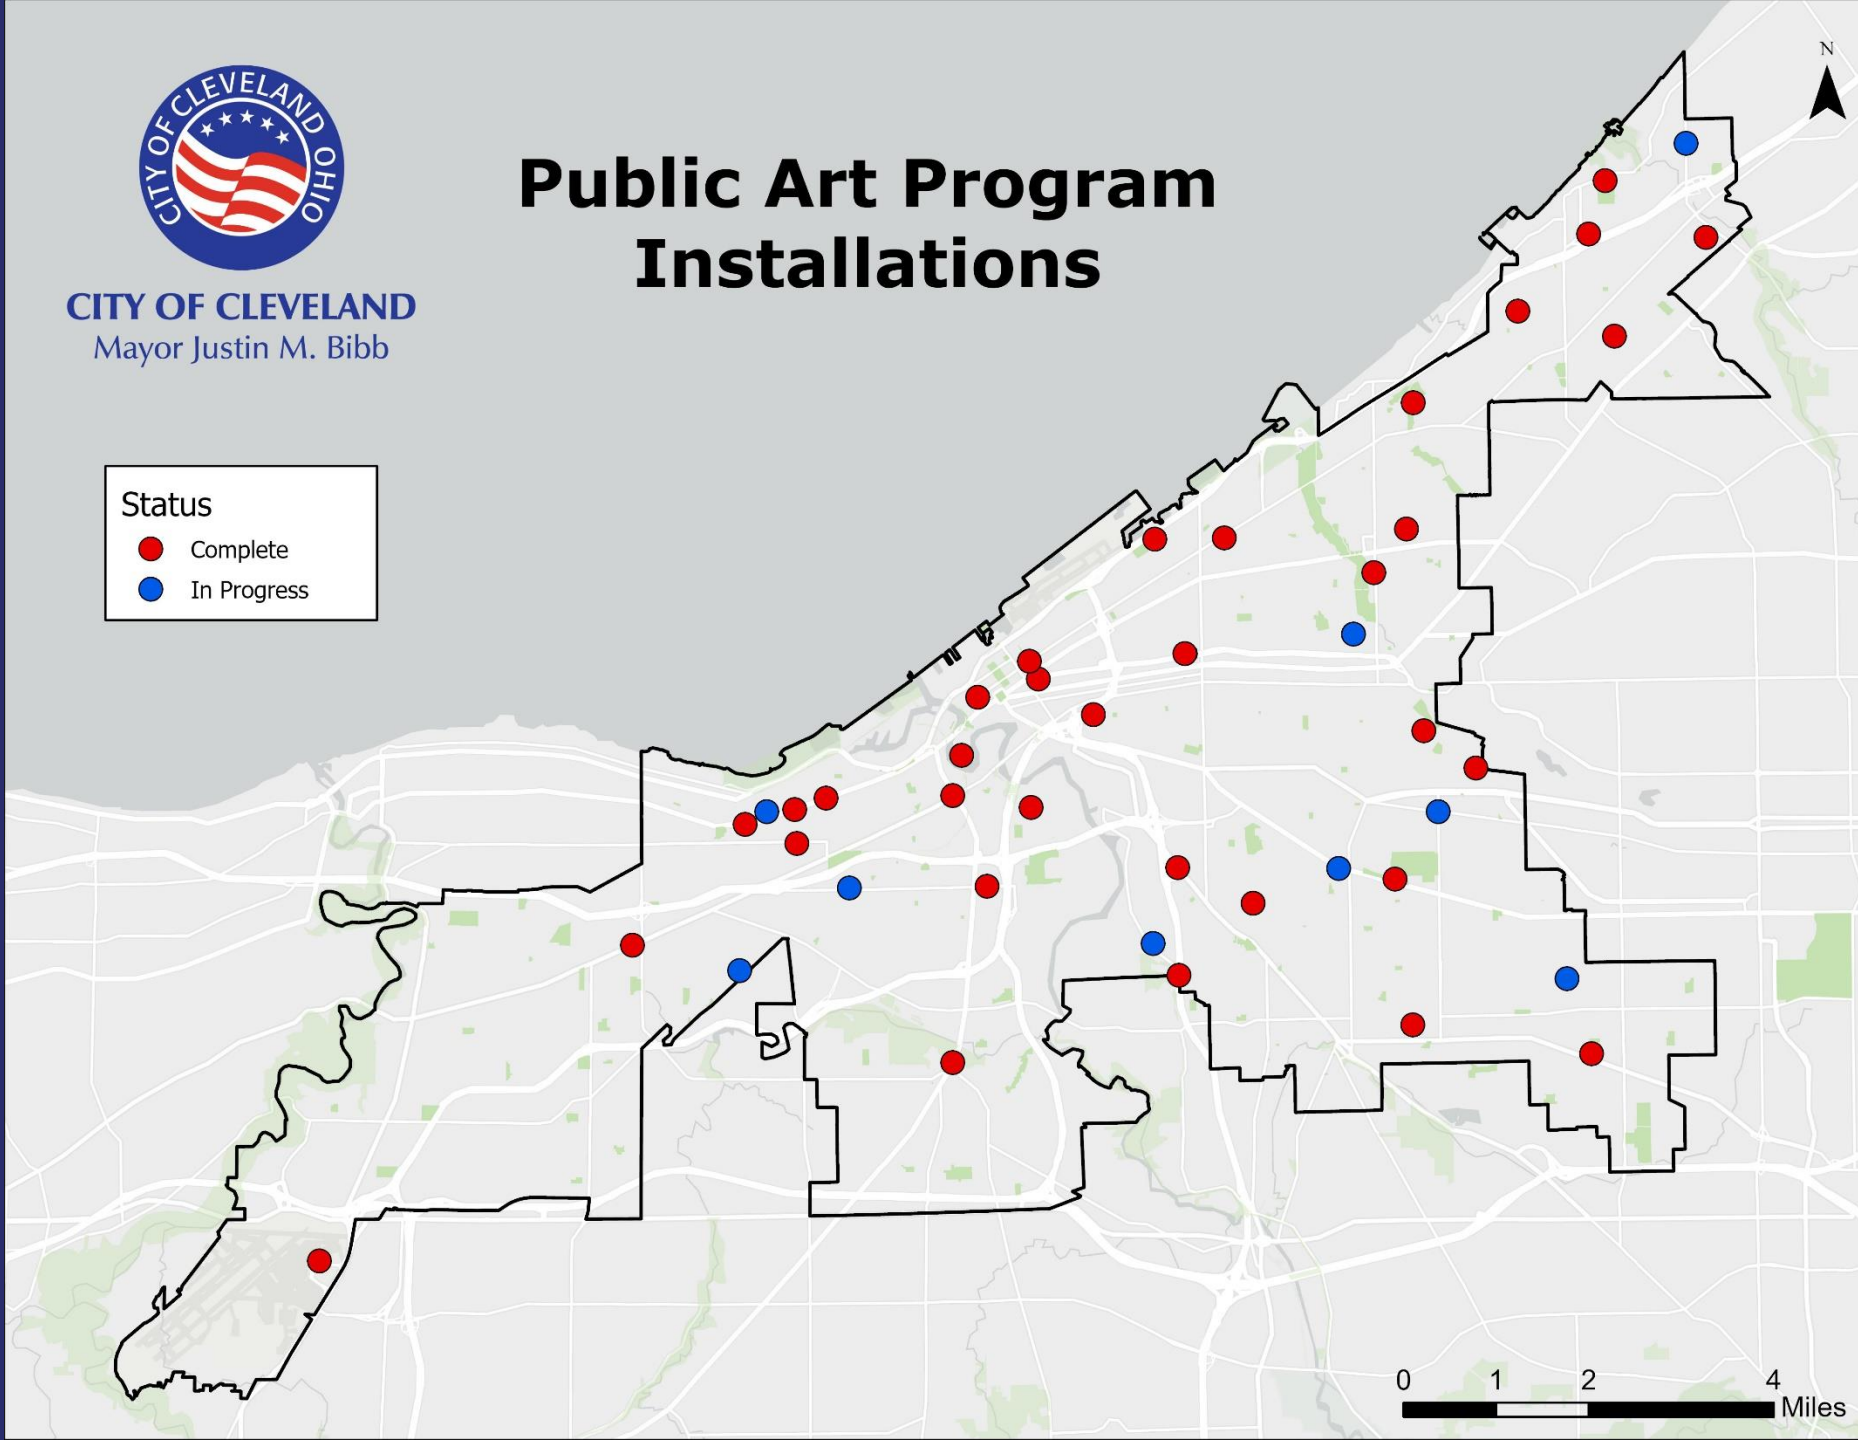 CITY OF CLEVELAND OHIO
CITY OF CLEVELAND
Mayor Justin M. Bibb
Public Art Program
Installations
N
Status
Complete
In Progress
0 1 2 4
Miles